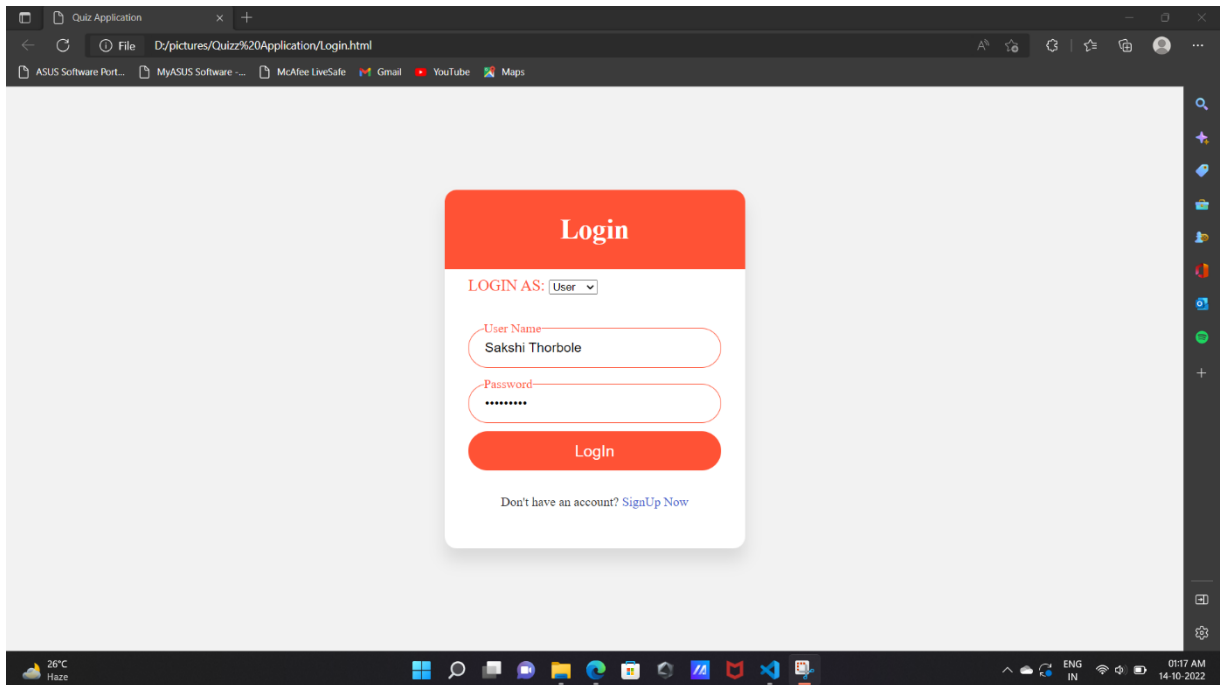 Quiz Application
File D:/pictures/Quizz%20Application/Login.html
ASUS Software Port... MyASUS Software -... McAfee LiveSafe Gmail YouTube Maps
Login
LOGIN AS: User
User Name
Sakshi Thorbole
Password
•••••••••
LogIn
Don't have an account? SignUp Now
26°C
Haze
ENG
IN
01:17 AM
14-10-2022